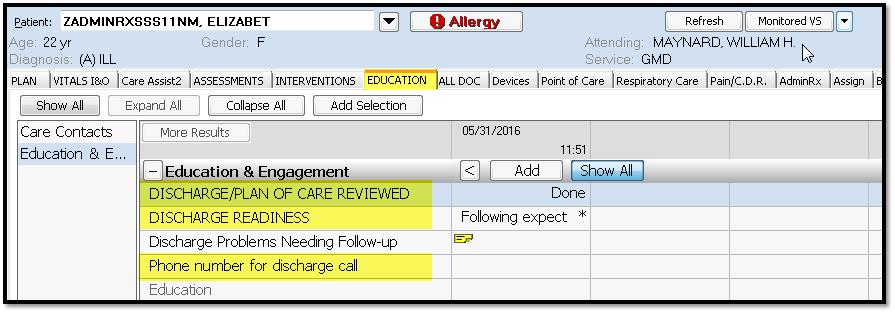 Patient: ZADMINRXSSS11NM, ELIZABET Allergy Refresh Monitored VS
Age: 22 yr Gender: F Attending: MAYNARD, WILLIAM H.
Diagnosis: (A) ILL Service: GMD
PLAN VITALS I&O Care Assist2 ASSESSMENTS INTERVENTIONS EDUCATION ALL DOC Devices Point of Care Respiratory Care Pain/C.D.R. AdminRx Assign B
Show All Expand All Collapse All Add Selection
Care Contacts More Results 05/31/2016
Education & E... 11:51
Education & Engagement < Add Show All
DISCHARGE/PLAN OF CARE REVIEWED Done
DISCHARGE READINESS Following expect *
Discharge Problems Needing Follow-up
Phone number for discharge call
Education